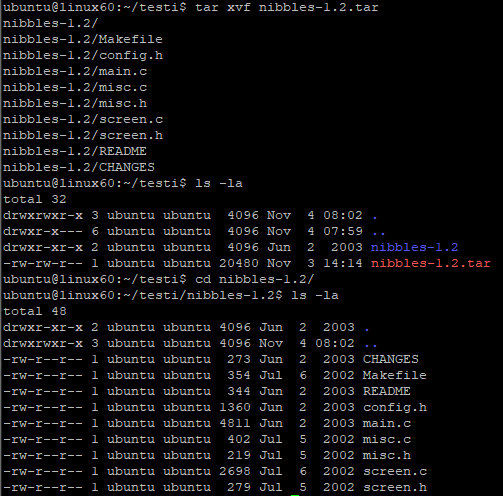 ubuntu@linux60:~/testi$ tar xvf nibbles-1.2.tar
nibbles-1.2/
nibbles-1.2/Makefile
nibbles-1.2/config.h
nibbles-1.2/main.c
nibbles-1.2/misc.c
nibbles-1.2/misc.h
nibbles-1.2/screen.c
nibbles-1.2/screen.h
nibbles-1.2/README
nibbles-1.2/CHANGES
ubuntu@linux60:~/testi$ ls -la
total 32
drwxrwxr-x 3 ubuntu ubuntu  4096 Nov  4 08:02 .
drwxr-x--- 6 ubuntu ubuntu  4096 Nov  4 07:59 ..
drwxr-xr-x 2 ubuntu ubuntu  4096 Jun  2  2003 nibbles-1.2
-rw-rw-r-- 1 ubuntu ubuntu 20480 Nov  3 14:14 nibbles-1.2.tar
ubuntu@linux60:~/testi$ cd nibbles-1.2/
ubuntu@linux60:~/testi/nibbles-1.2$ ls -la
total 48
drwxr-xr-x 2 ubuntu ubuntu 4096 Jun  2  2003 .
drwxrwxr-x 3 ubuntu ubuntu 4096 Nov  4 08:02 ..
-rw-r--r-- 1 ubuntu ubuntu  273 Jun  2  2003 CHANGES
-rw-r--r-- 1 ubuntu ubuntu  354 Jul  6  2002 Makefile
-rw-r--r-- 1 ubuntu ubuntu  344 Jun  2  2003 README
-rw-r--r-- 1 ubuntu ubuntu 1360 Jun  2  2003 config.h
-rw-r--r-- 1 ubuntu ubuntu 4811 Jun  2  2003 main.c
-rw-r--r-- 1 ubuntu ubuntu  402 Jul  5  2002 misc.c
-rw-r--r-- 1 ubuntu ubuntu  219 Jul  5  2002 misc.h
-rw-r--r-- 1 ubuntu ubuntu 2698 Jul  6  2002 screen.c
-rw-r--r-- 1 ubuntu ubuntu  279 Jul  5  2002 screen.h